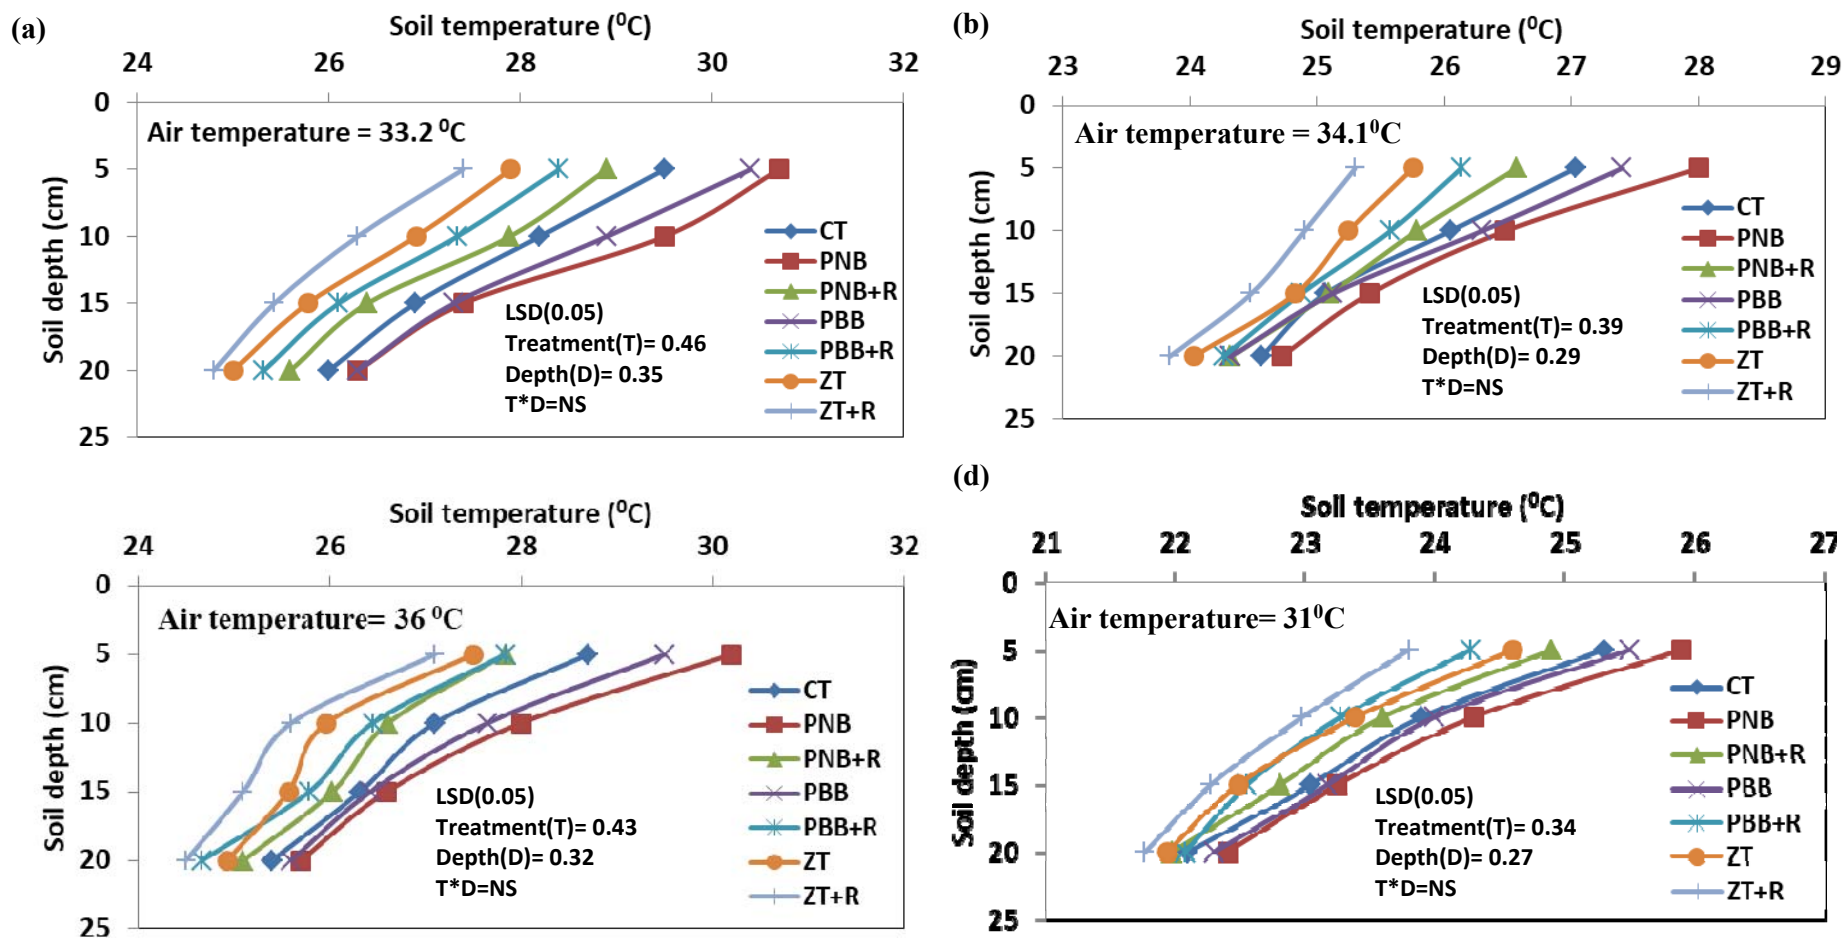 (a)
Soil temperature (⁰C)
24 26 28 30 32
0
5
10
15
20
25
Soil depth (cm)
Air temperature = 33.2 ⁰C
CT
PNB
PNB+R
PBB
PBB+R
ZT
ZT+R
LSD(0.05)
Treatment(T)= 0.46
Depth(D)= 0.35
T*D=NS
(b)
Soil temperature (⁰C)
23 24 25 26 27 28 29
0
5
10
15
20
25
Soil depth (cm)
Air temperature = 34.1⁰C
CT
PNB
PNB+R
PBB
PBB+R
ZT
ZT+R
LSD(0.05)
Treatment(T)= 0.39
Depth(D)= 0.29
T*D=NS
Soil temperature (⁰C)
24 26 28 30 32
0
5
10
15
20
25
Soil depth (cm)
Air temperature= 36 ⁰C
CT
PNB
PNB+R
PBB
PBB+R
ZT
ZT+R
LSD(0.05)
Treatment(T)= 0.43
Depth(D)= 0.32
T*D=NS
(d)
Soil temperature (⁰C)
21 22 23 24 25 26 27
0
5
10
15
20
25
Soil depth (cm)
Air temperature= 31⁰C
CT
PNB
PNB+R
PBB
PBB+R
ZT
ZT+R
LSD(0.05)
Treatment(T)= 0.34
Depth(D)= 0.27
T*D=NS